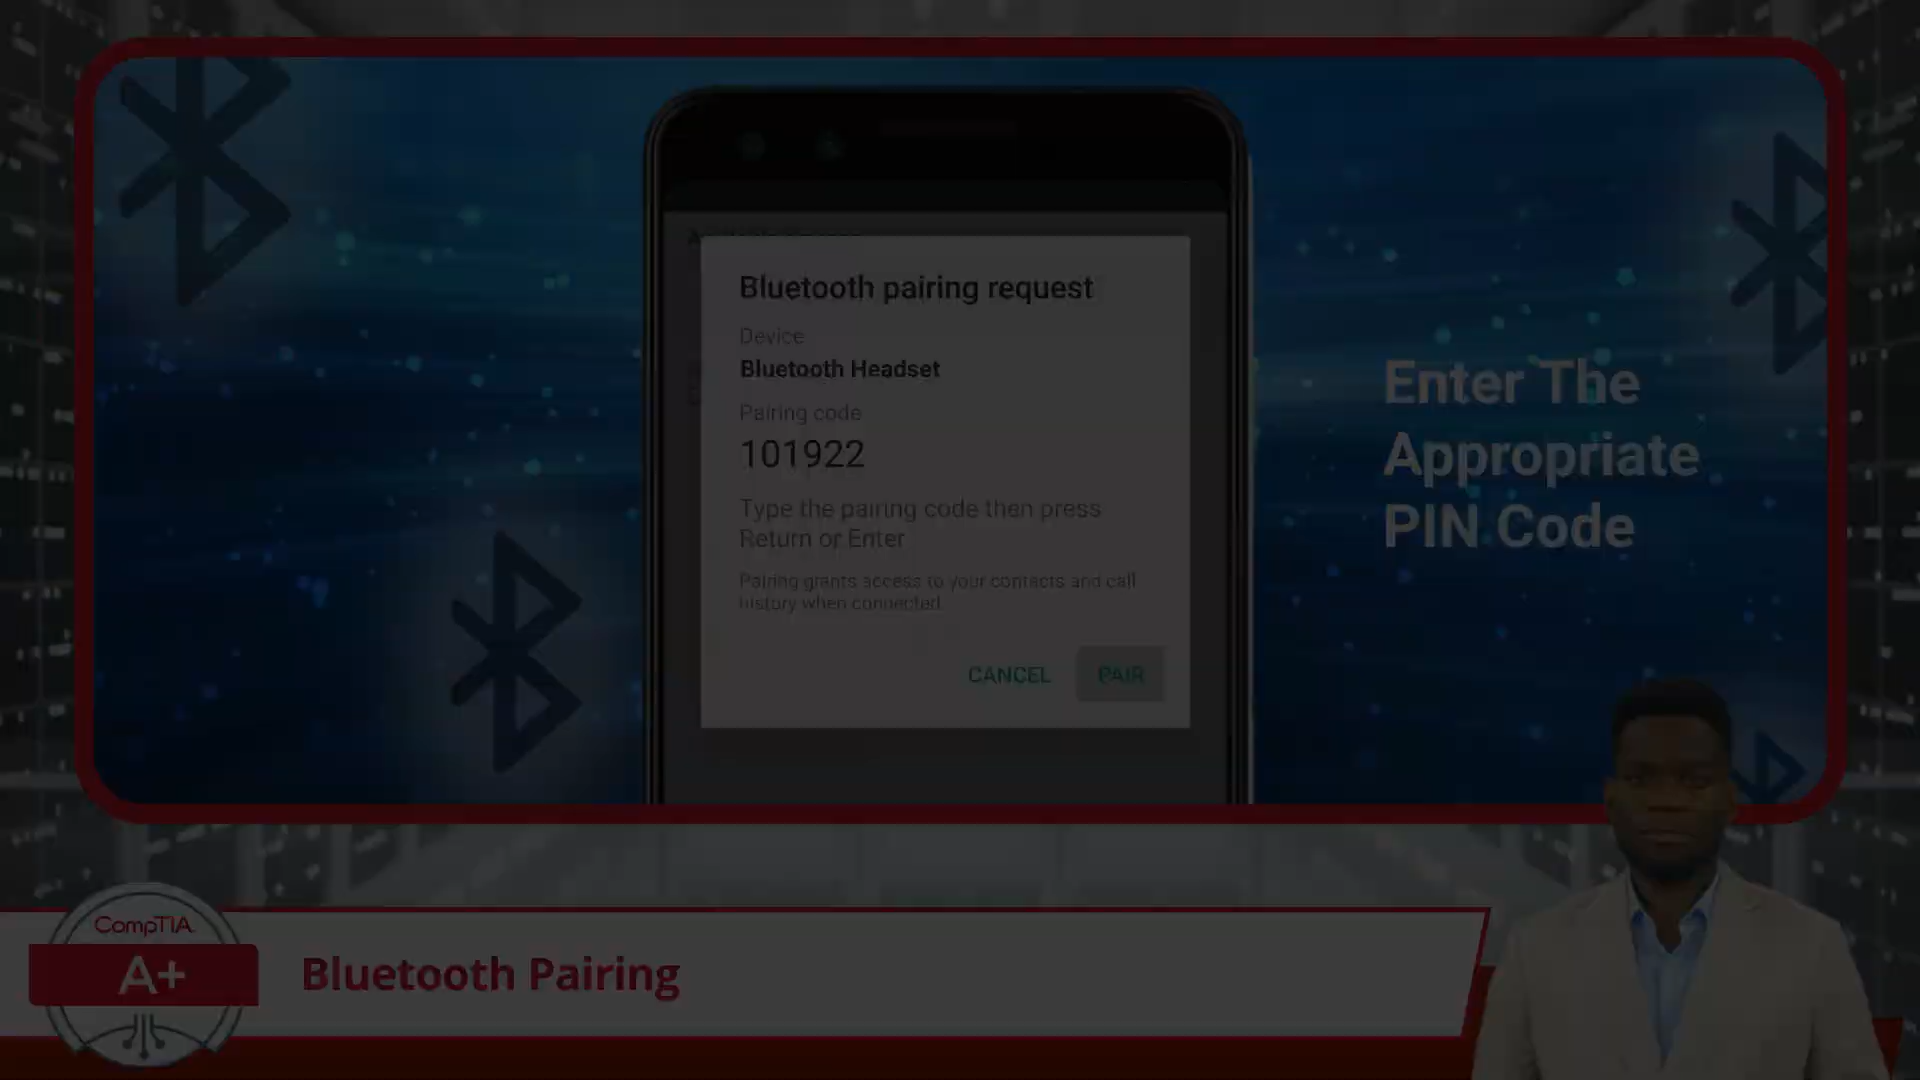 Bluetooth pairing request
Device
Bluetooth Headset
Pairing code
101922
Type the pairing code then press
Return or Enter
Pairing grants access to your contacts and call
history when connected
CANCEL PAIR
Enter The
Appropriate
PIN Code
CompTIA
A+
Bluetooth Pairing